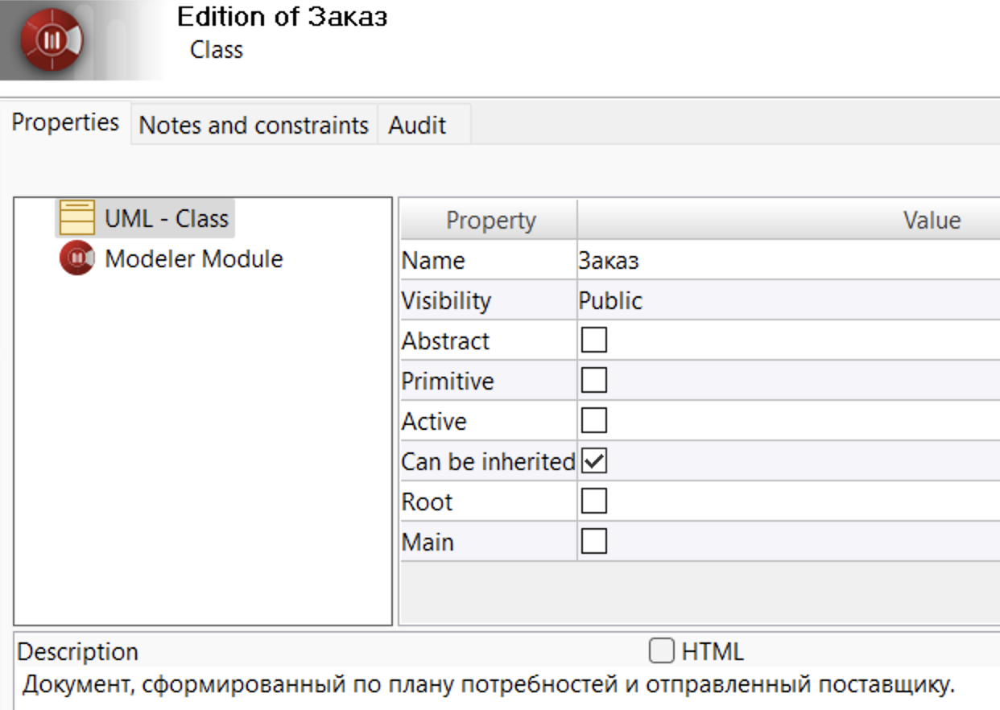 Edition of Заказ
Class
Properties Notes and constraints Audit
UML - Class
Modeler Module
Property Value
Name Заказ
Visibility Public
Abstract
Primitive
Active
Can be inherited
Root
Main
Description HTML
Документ, сформированный по плану потребностей и отправленный поставщику.